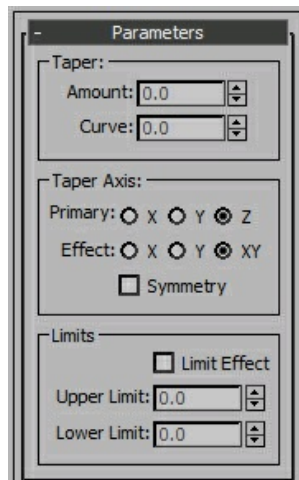 - Parameters
Taper:
Amount: 0.0
Curve: 0.0
Taper Axis:
Primary: X Y Z
Effect: X Y XY
Symmetry
Limits
Limit Effect
Upper Limit: 0.0
Lower Limit: 0.0